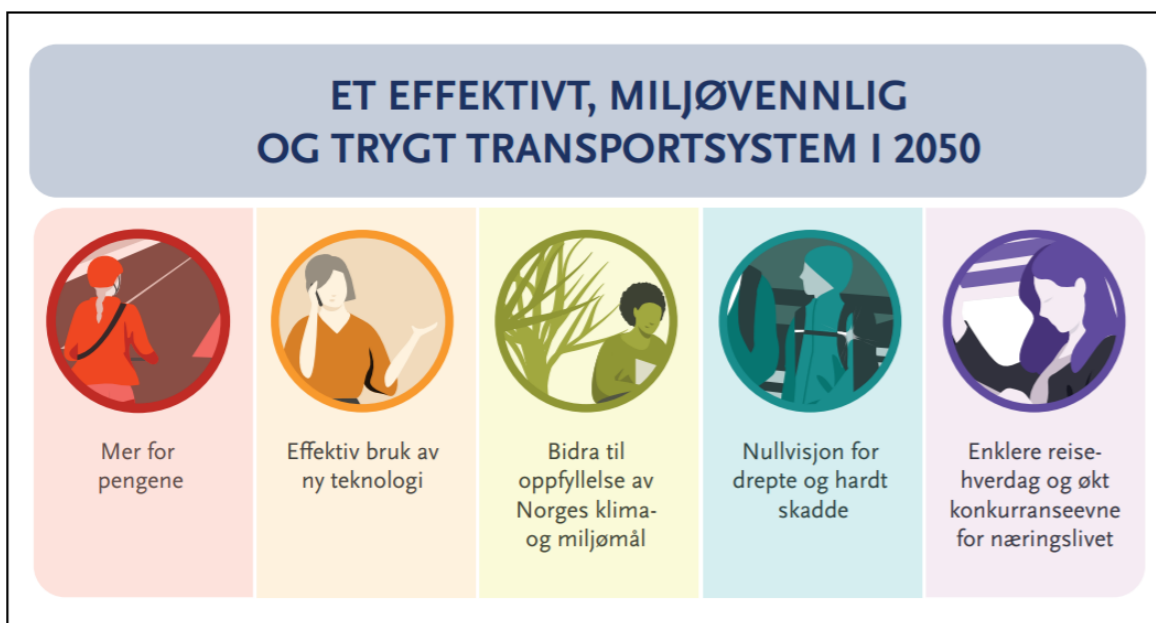 ET EFFEKTIVT, MILJØVENNLIG
OG TRYGT TRANSPORTSYSTEM I 2050
Mer for
pengene
Effektiv bruk av
ny teknologi
Bidra til
oppfyllelse av
Norges klima-
og miljømål
Nullvisjon for
drepte og hardt
skadde
Enklere reise-
hverdag og økt
konkurranseevne
for næringslivet